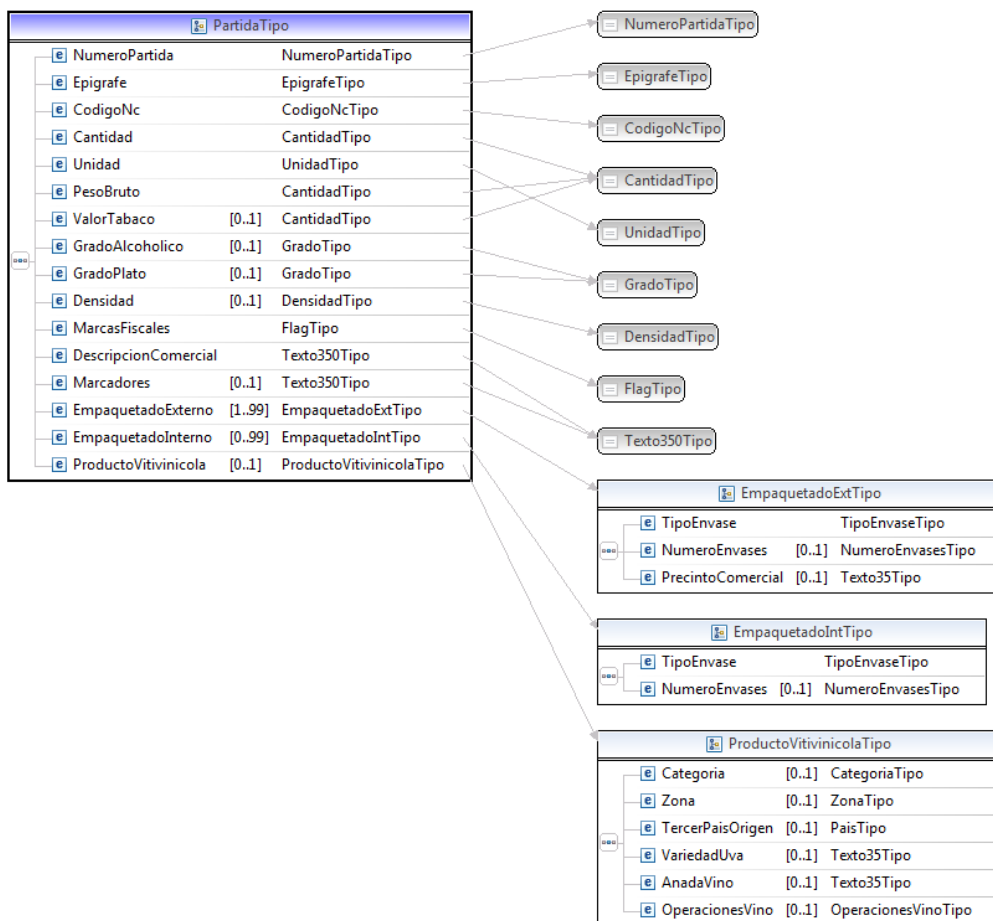 PartidaTipo
NumeroPartida NumeroPartidaTipo
Epigrafe EpigrafeTipo
CodigoNc CodigoNcTipo
Cantidad CantidadTipo
Unidad UnidadTipo
PesoBruto CantidadTipo
ValorTabaco [0..1] CantidadTipo
GradoAlcoholico [0..1] GradoTipo
GradoPlato [0..1] GradoTipo
Densidad [0..1] DensidadTipo
MarcasFiscales FlagTipo
DescripcionComercial Texto350Tipo
Marcadores [0..1] Texto350Tipo
EmpaquetadoExterno [1..99] EmpaquetadoExtTipo
EmpaquetadoInterno [0..99] EmpaquetadoIntTipo
ProductoVitivinicola [0..1] ProductoVitivinicolaTipo
NumeroPartidaTipo
EpigrafeTipo
CodigoNcTipo
CantidadTipo
UnidadTipo
GradoTipo
DensidadTipo
FlagTipo
Texto350Tipo
EmpaquetadoExtTipo
TipoEnvase TipoEnvaseTipo
NumeroEnvases [0..1] NumeroEnvasesTipo
PrecintoComercial [0..1] Texto35Tipo
EmpaquetadoIntTipo
TipoEnvase TipoEnvaseTipo
NumeroEnvases [0..1] NumeroEnvasesTipo
ProductoVitivinicolaTipo
Categoria [0..1] CategoriaTipo
Zona [0..1] ZonaTipo
TercerPaisOrigen [0..1] PaisTipo
VariedadUva [0..1] Texto35Tipo
AnadaVino [0..1] Texto35Tipo
OperacionesVino [0..1] OperacionesVinoTipo